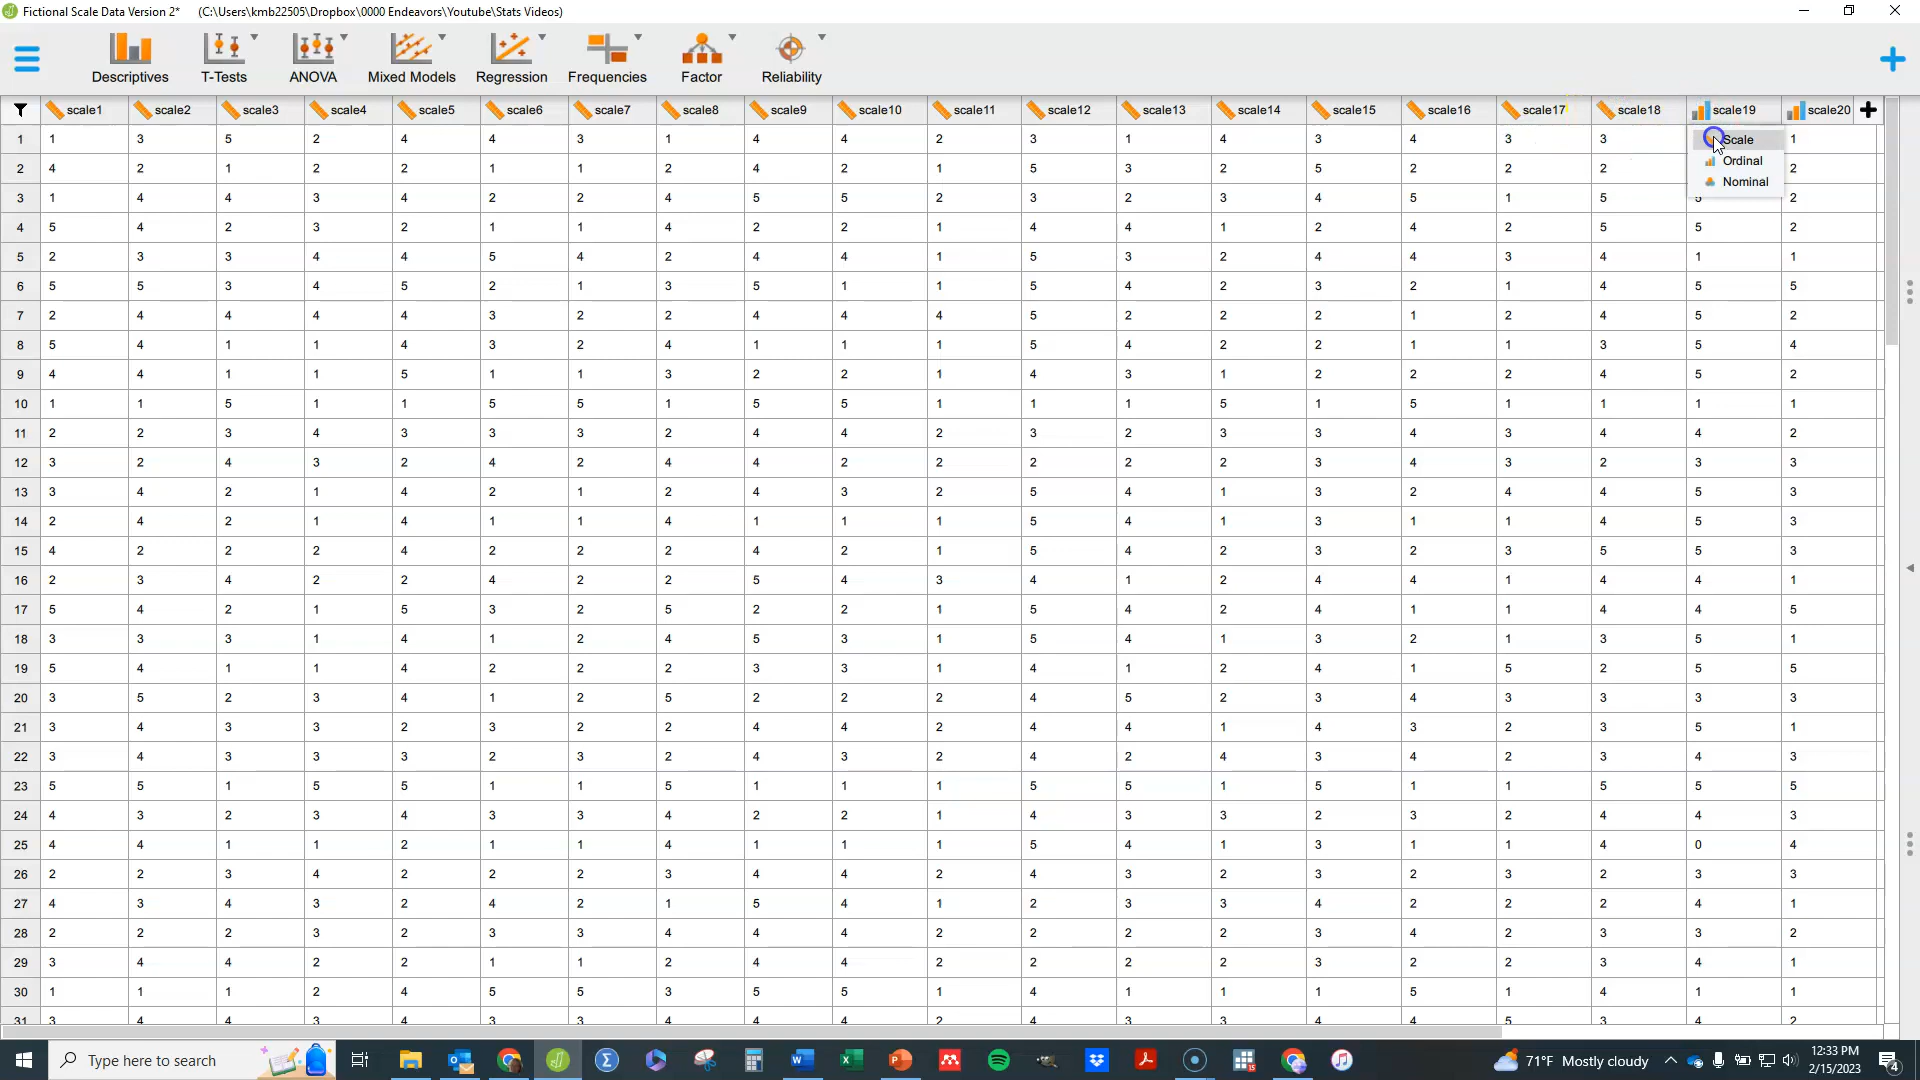 Fictional Scale Data Version 2* (C:\Users\kmb22505\Dropbox\0000 Endeavors\Youtube\Stats Videos)
Descriptives T-Tests ANOVA Mixed Models Regression Frequencies Factor Reliability
scale1 scale2 scale3 scale4 scale5 scale6 scale7 scale8 scale9 scale10 scale11 scale12 scale13 scale14 scale15 scale16 scale17 scale18 scale19 scale20
1 1 3 5 2 4 4 3 1 4 4 2 3 1 4 3 4 3 3 Scale 1
2 4 2 1 2 2 1 1 2 4 2 1 5 3 2 5 2 2 2 Ordinal 2
Nominal
3 1 4 4 3 4 2 2 4 5 5 2 3 2 3 4 5 1 5 5 2
4 5 4 2 3 2 1 1 4 2 2 1 4 4 1 2 4 2 5 5 2
5 2 3 3 4 4 5 4 2 4 4 1 5 3 2 4 4 3 4 1 1
6 5 5 3 4 5 2 1 3 5 1 1 5 4 2 3 2 1 4 5 5
7 2 4 4 4 4 3 2 2 4 4 4 5 2 2 2 1 2 4 5 2
8 5 4 1 1 4 3 2 4 1 1 1 5 4 2 2 1 1 3 5 4
9 4 4 1 1 5 1 1 3 2 2 1 4 3 1 2 2 2 4 5 2
10 1 1 5 1 1 5 5 1 5 5 1 1 1 5 1 5 1 1 1 1
11 2 2 3 4 3 3 3 2 4 4 2 3 2 3 3 4 3 4 4 2
12 3 2 4 3 2 4 2 4 4 2 2 2 2 2 3 4 3 2 3 3
13 3 4 2 1 4 2 1 2 4 3 2 5 4 1 3 2 4 4 5 3
14 2 4 2 1 4 1 1 4 1 1 1 5 4 1 3 1 1 4 5 3
15 4 2 2 2 4 2 2 2 4 2 1 5 4 2 3 2 3 5 5 3
16 2 3 4 2 2 4 2 2 5 4 3 4 1 2 4 4 1 4 4 1
17 5 4 2 1 5 3 2 5 2 2 1 5 4 2 4 1 1 4 4 5
18 3 3 3 1 4 1 2 4 5 3 1 5 4 1 3 2 1 3 5 1
19 5 4 1 1 4 2 2 2 3 3 1 4 1 2 4 1 5 2 5 5
20 3 5 2 3 4 1 2 5 2 2 2 4 5 2 3 4 3 3 3 3
21 3 4 3 3 2 3 2 2 4 4 2 4 4 1 4 3 2 3 5 1
22 3 4 3 3 3 2 3 2 4 3 2 4 2 4 3 4 2 3 4 3
23 5 5 1 5 5 1 1 5 1 1 1 5 5 1 5 1 1 5 5 5
24 4 3 2 3 4 3 3 4 2 2 1 4 3 3 2 3 2 4 4 3
25 4 4 1 1 2 1 1 4 1 1 1 5 4 1 3 1 1 4 0 4
26 2 2 3 4 2 2 2 3 4 4 2 4 3 2 3 2 3 2 3 3
27 4 3 4 3 2 4 2 1 5 4 1 2 3 3 4 2 2 2 4 1
28 2 2 2 3 2 3 3 4 4 4 2 2 2 2 3 4 2 3 3 2
29 3 4 4 2 2 1 1 2 4 4 2 2 2 2 3 2 2 3 4 1
30 1 1 1 2 4 5 5 3 5 5 1 4 1 1 1 5 1 4 1 1
31 3 4 4 3 4 3 3 4 4 4 2 4 3 3 4 4 5 3 4 2
Type here to search
71°F Mostly cloudy
12:33 PM
2/15/2023
4